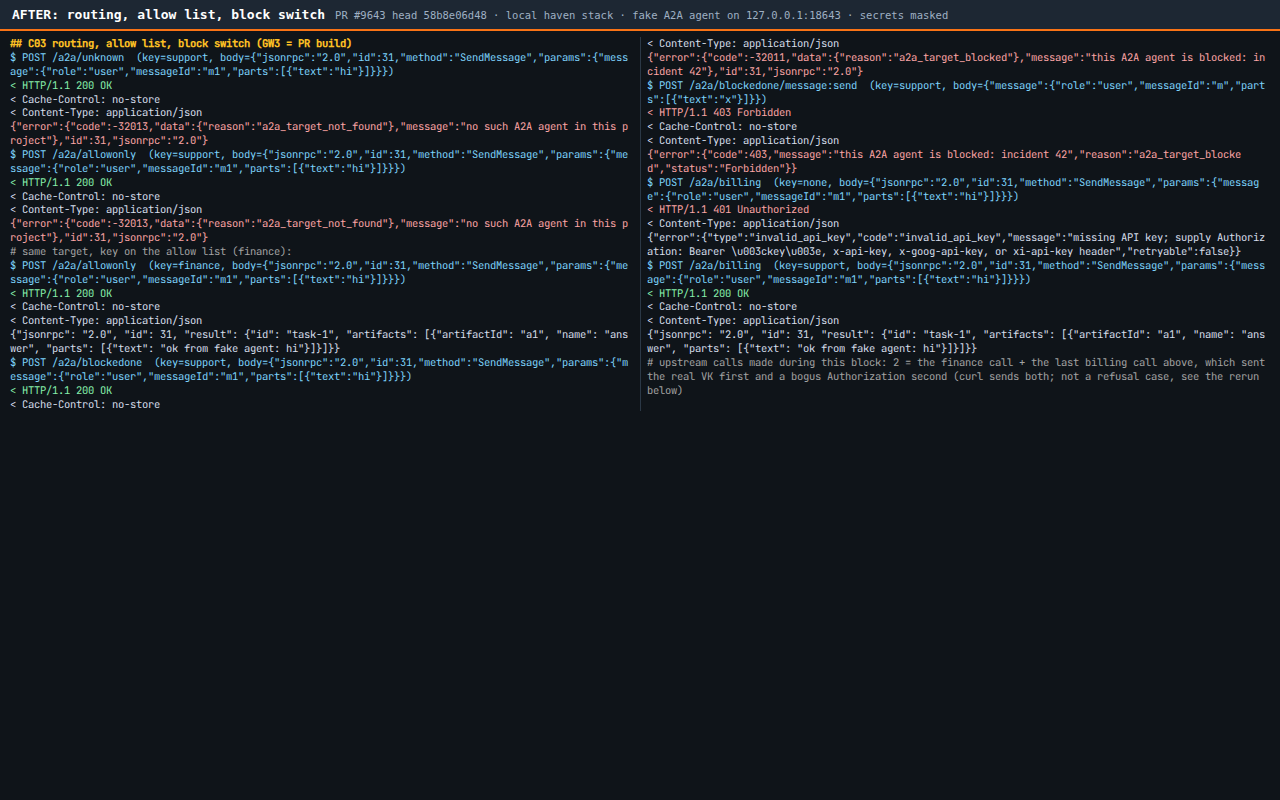 AFTER: routing, allow list, block switch PR #9643 head 58b8e06d48 · local haven stack · fake A2A agent on 127.0.0.1:18643 · secrets masked
## C03 routing, allow list, block switch (GW3 = PR build)
$ POST /a2a/unknown  (key=support, body={"jsonrpc":"2.0","id":31,"method":"SendMessage","params":{"mess
age":{"role":"user","messageId":"m1","parts":[{"text":"hi"}]}}})
< HTTP/1.1 200 OK
< Cache-Control: no-store
< Content-Type: application/json
{"error":{"code":-32013,"data":{"reason":"a2a_target_not_found"},"message":"no such A2A agent in this p
roject"},"id":31,"jsonrpc":"2.0"}
$ POST /a2a/allowonly  (key=support, body={"jsonrpc":"2.0","id":31,"method":"SendMessage","params":{"me
ssage":{"role":"user","messageId":"m1","parts":[{"text":"hi"}]}}})
< HTTP/1.1 200 OK
< Cache-Control: no-store
< Content-Type: application/json
{"error":{"code":-32013,"data":{"reason":"a2a_target_not_found"},"message":"no such A2A agent in this p
roject"},"id":31,"jsonrpc":"2.0"}
# same target, key on the allow list (finance):
$ POST /a2a/allowonly  (key=finance, body={"jsonrpc":"2.0","id":31,"method":"SendMessage","params":{"me
ssage":{"role":"user","messageId":"m1","parts":[{"text":"hi"}]}}})
< HTTP/1.1 200 OK
< Cache-Control: no-store
< Content-Type: application/json
{"jsonrpc": "2.0", "id": 31, "result": {"id": "task-1", "artifacts": [{"artifactId": "a1", "name": "ans
wer", "parts": [{"text": "ok from fake agent: hi"}]}]}}
$ POST /a2a/blockedone  (key=support, body={"jsonrpc":"2.0","id":31,"method":"SendMessage","params":{"m
essage":{"role":"user","messageId":"m1","parts":[{"text":"hi"}]}}})
< HTTP/1.1 200 OK
< Cache-Control: no-store
< Content-Type: application/json
{"error":{"code":-32011,"data":{"reason":"a2a_target_blocked"},"message":"this A2A agent is blocked: in
cident 42"},"id":31,"jsonrpc":"2.0"}
$ POST /a2a/blockedone/message:send  (key=support, body={"message":{"role":"user","messageId":"m","part
s":[{"text":"x"}]}})
< HTTP/1.1 403 Forbidden
< Cache-Control: no-store
< Content-Type: application/json
{"error":{"code":403,"message":"this A2A agent is blocked: incident 42","reason":"a2a_target_blocke
d","status":"Forbidden"}}
$ POST /a2a/billing  (key=none, body={"jsonrpc":"2.0","id":31,"method":"SendMessage","params":{"messag
e":{"role":"user","messageId":"m1","parts":[{"text":"hi"}]}}})
< HTTP/1.1 401 Unauthorized
< Content-Type: application/json
{"error":{"type":"invalid_api_key","code":"invalid_api_key","message":"missing API key; supply Authoriz
ation: Bearer \u003ckey\u003e, x-api-key, x-goog-api-key, or xi-api-key header","retryable":false}}
$ POST /a2a/billing  (key=support, body={"jsonrpc":"2.0","id":31,"method":"SendMessage","params":{"mess
age":{"role":"user","messageId":"m1","parts":[{"text":"hi"}]}}})
< HTTP/1.1 200 OK
< Cache-Control: no-store
< Content-Type: application/json
{"jsonrpc": "2.0", "id": 31, "result": {"id": "task-1", "artifacts": [{"artifactId": "a1", "name": "ans
wer", "parts": [{"text": "ok from fake agent: hi"}]}]}}
# upstream calls made during this block: 2 = the finance call + the last billing call above, which sent
the real VK first and a bogus Authorization second (curl sends both; not a refusal case, see the rerun
below)